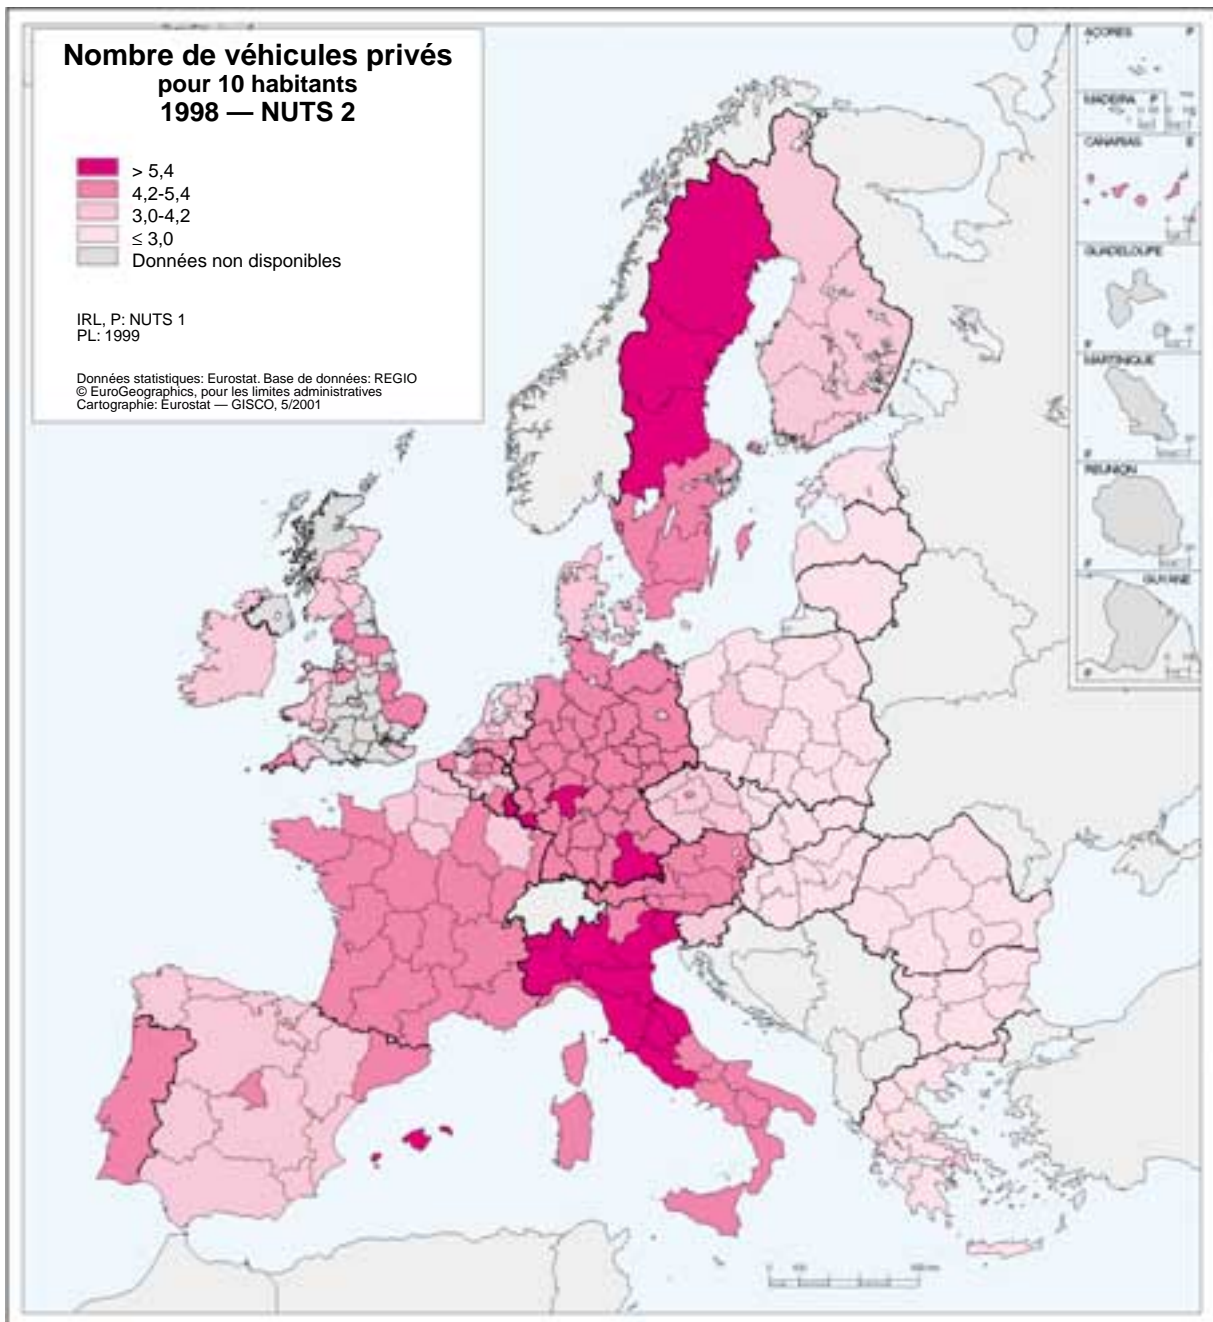 Nombre de véhicules privés
pour 10 habitants
1998 — NUTS 2
> 5,4
4,2-5,4
3,0-4,2
≤ 3,0
Données non disponibles
IRL, P: NUTS 1
PL: 1999
Données statistiques: Eurostat. Base de données: REGIO
© EuroGeographics, pour les limites administratives
Cartographie: Eurostat — GISCO, 5/2001
AÇORES P
MADEIRA P
CANARIAS E
GUADELOUPE
F
MARTINIQUE
F
REUNION
F
GUYANE
F